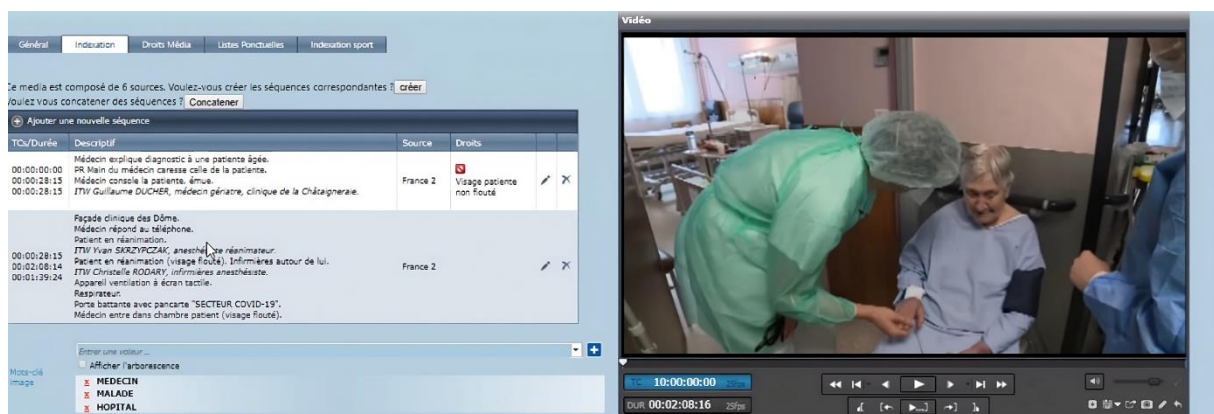 Vidéo
Général Indexation Droits Média Listes Ponctuelles Indexation sport
Ce media est composé de 6 sources. Voulez-vous créer les séquences correspondantes ? créer
Voulez vous concatener des séquences ? Concatener
Ajouter une nouvelle séquence
TCs/Durée Descriptif Source Droits
00:00:00:00
00:00:28:15
00:00:28:15
Médecin explique diagnostic à une patiente âgée.
PR Main du médecin caresse celle de la patiente.
Médecin console la patiente, émue.
ITW Guillaume DUCHER, médecin gériatre, clinique de la Châtaigneraie.
France 2
Visage patiente
non flouté
00:00:28:15
00:02:08:14
00:01:39:24
Façade clinique des Dôme.
Médecin répond au téléphone.
Patient en réanimation.
ITW Yvan SKRZYPCZAK, anesthésiste réanimateur.
Patient en réanimation (visage flouté). Infirmières autour de lui.
ITW Christelle RODARY, infirmières anesthésiste.
Appareil ventilation à écran tactile.
Respirateur.
Porte battante avec pancarte "SECTEUR COVID-19".
Médecin entre dans chambre patient (visage flouté).
France 2
Mots-clé
image
Entrer une valeur ...
Afficher l'arborescence
x MEDECIN
x MALADE
x HOPITAL
TC 10:00:00:00 25fps
DUR 00:02:08:16 25fps